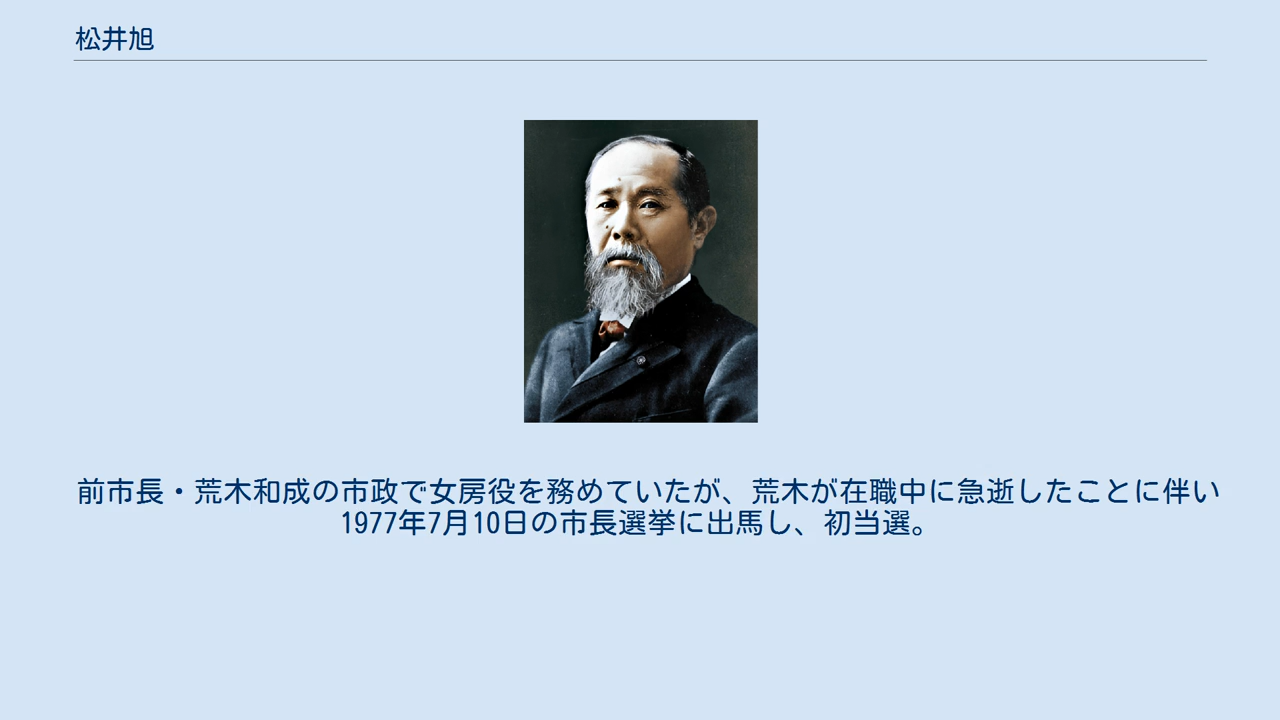 松井旭
前市長・荒木和成の市政で女房役を務めていたが、荒木が在職中に急逝したことに伴い
1977年7月10日の市長選挙に出馬し、初当選。